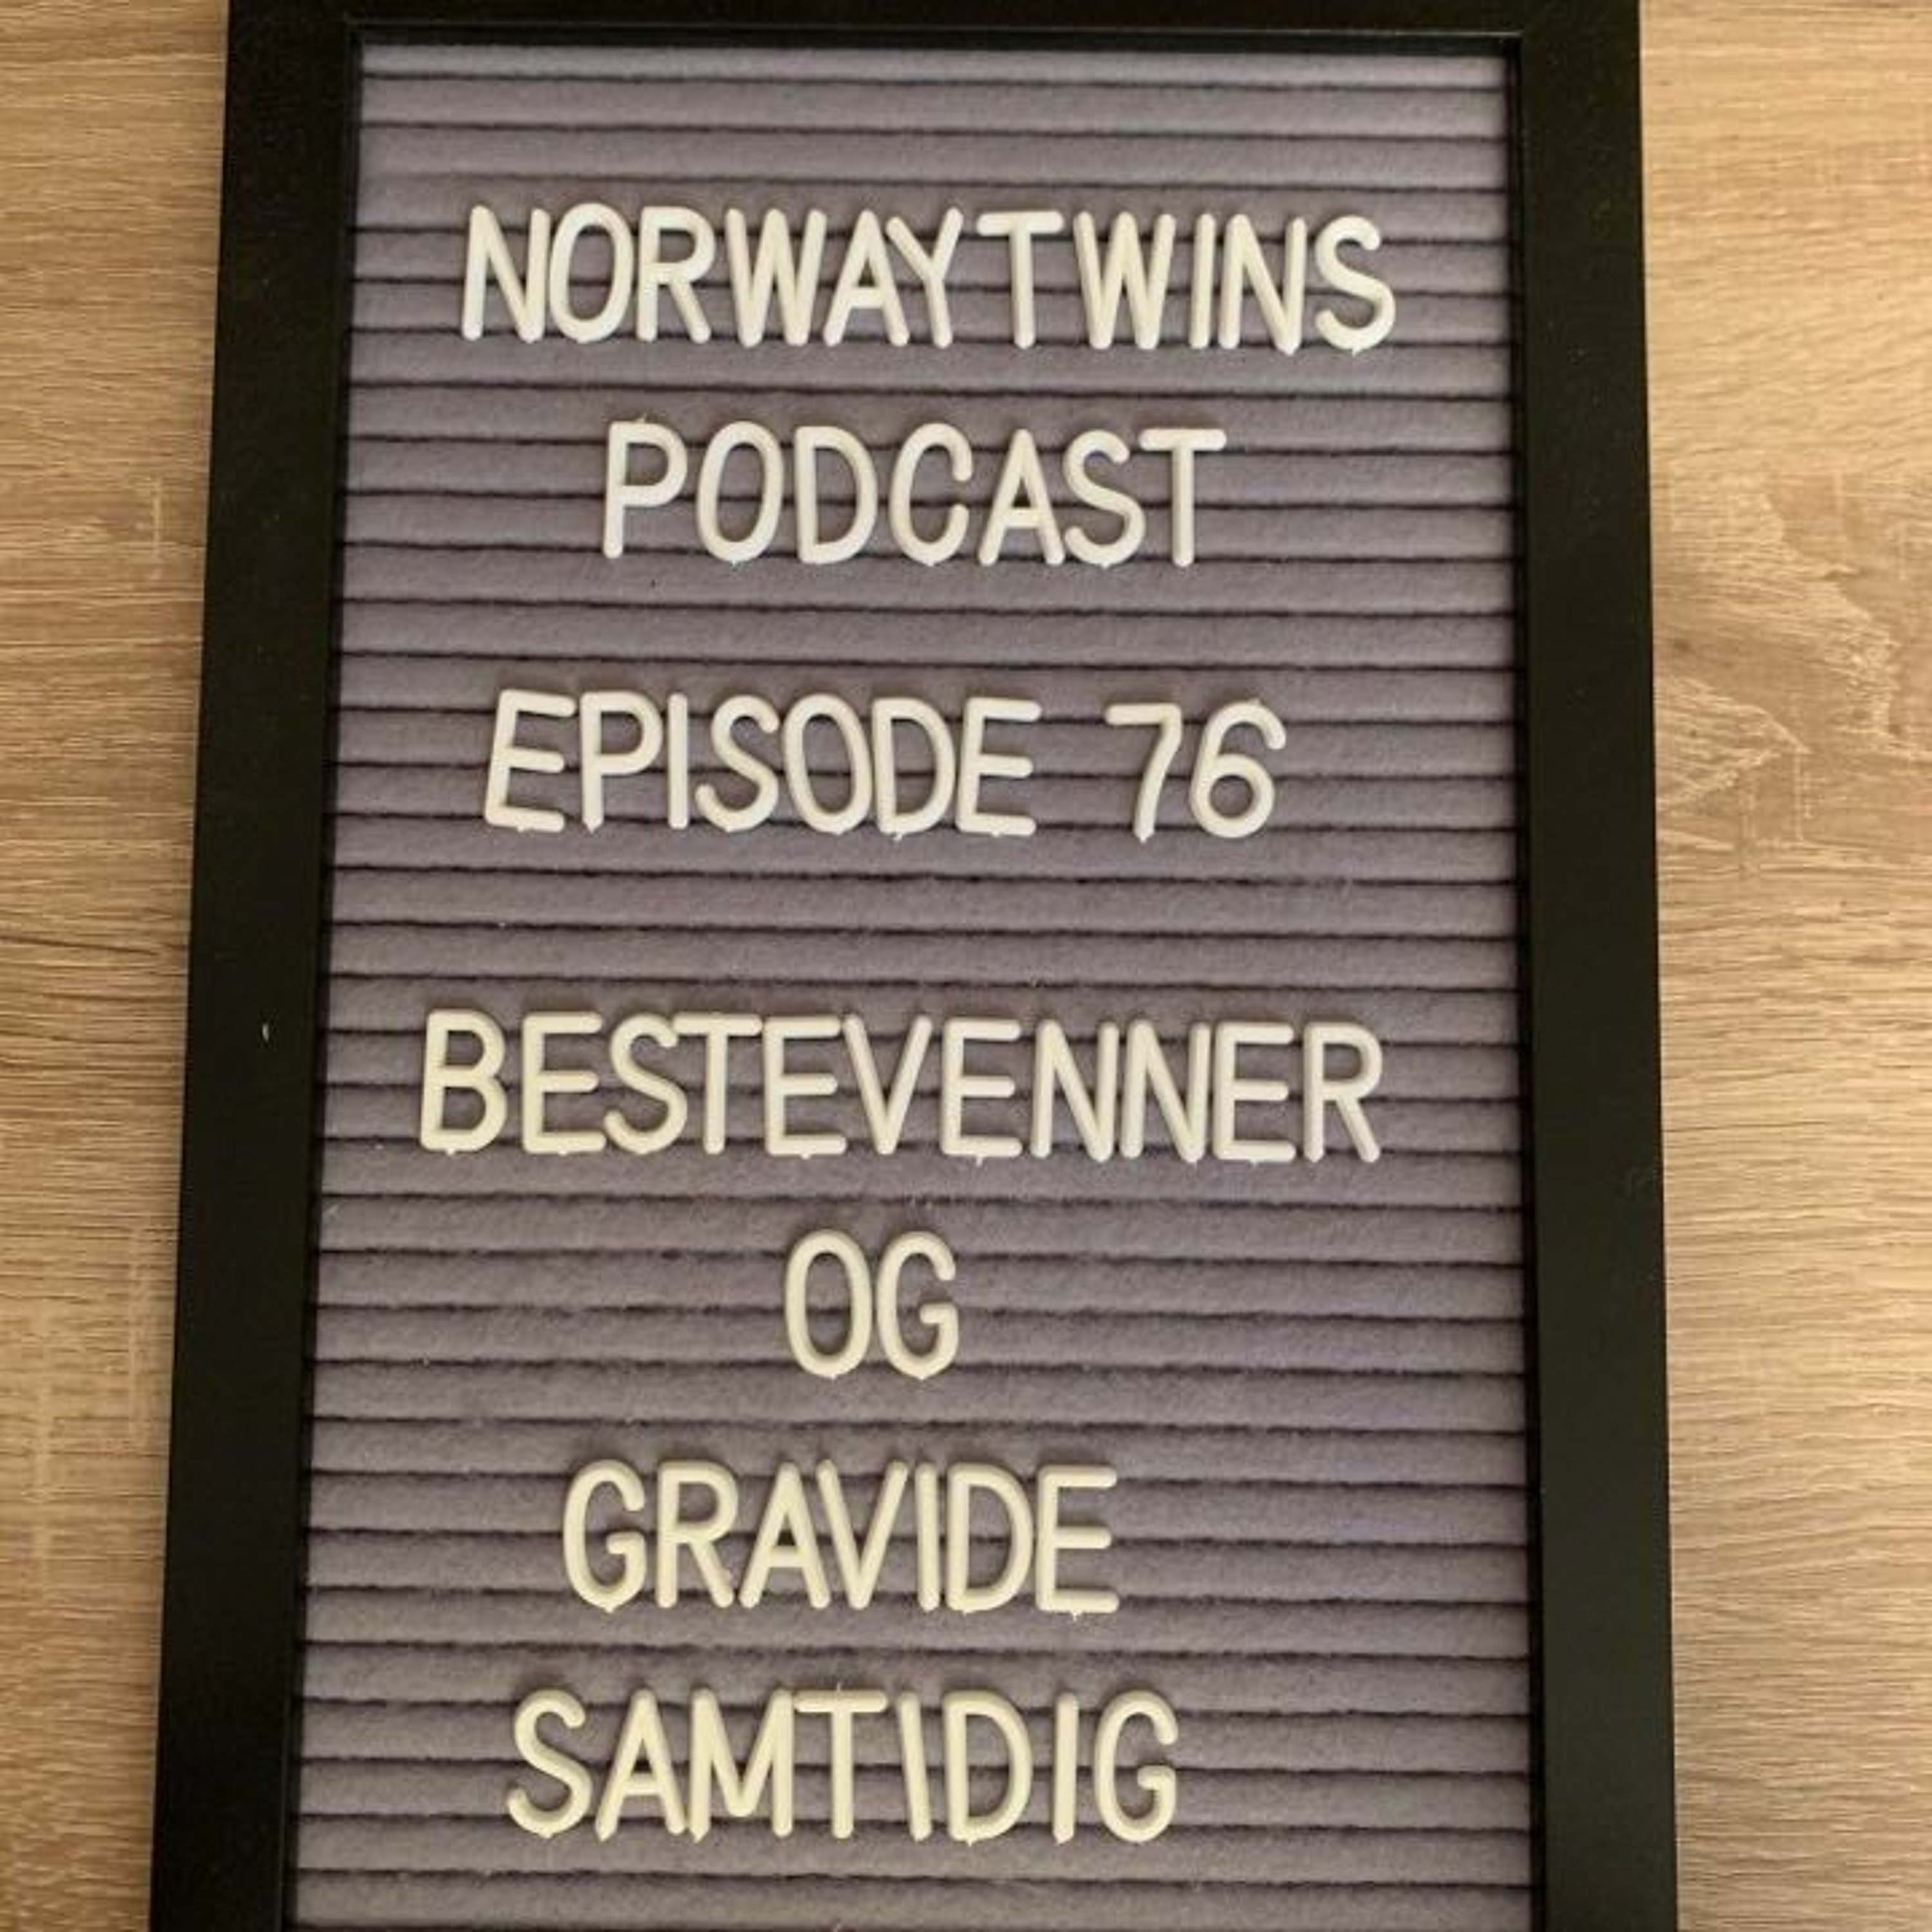 NORWAYTWINS
PODCAST
EPISODE 76
BESTEVENNER
OG
GRAVIDE
SAMTIDIG